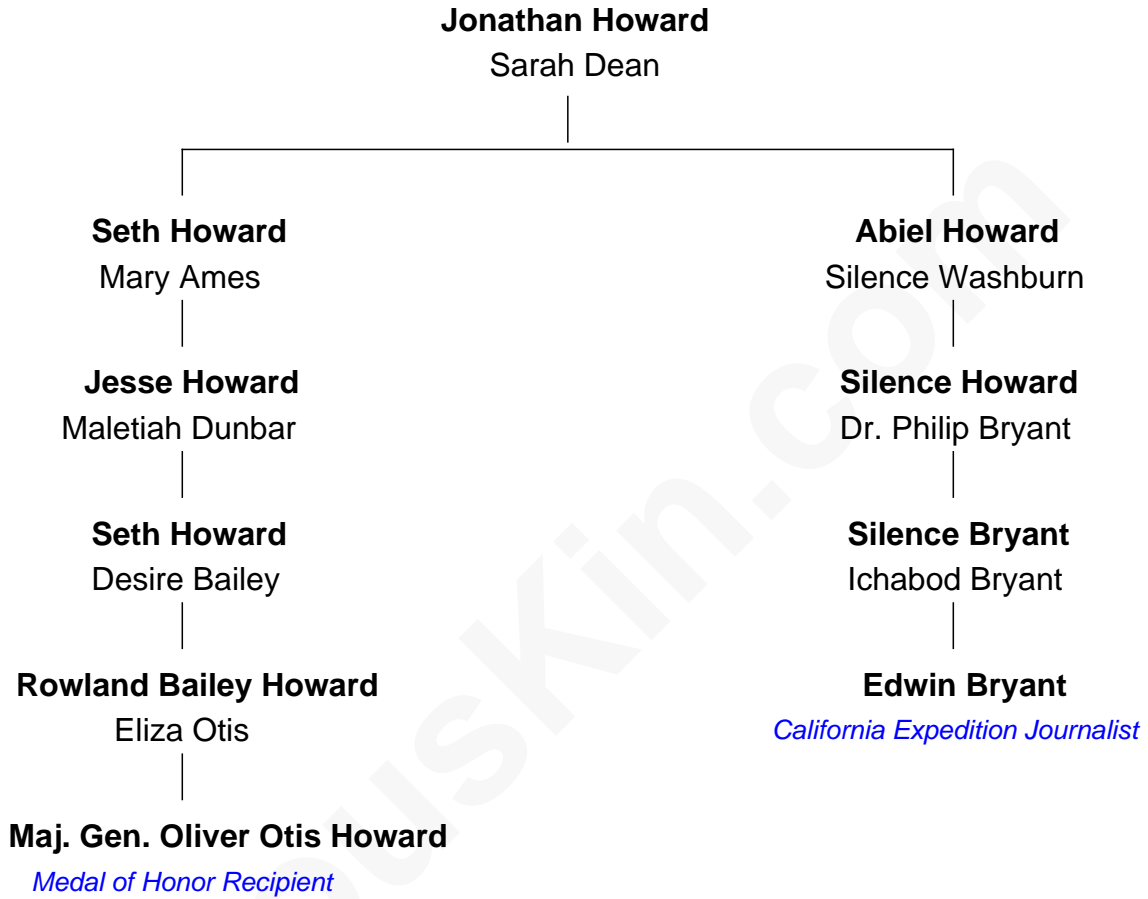 Jonathan Howard
Sarah Dean
Seth Howard
Mary Ames
Jesse Howard
Maletiah Dunbar
Seth Howard
Desire Bailey
Rowland Bailey Howard
Eliza Otis
Maj. Gen. Oliver Otis Howard
Medal of Honor Recipient
Abiel Howard
Silence Washburn
Silence Howard
Dr. Philip Bryant
Silence Bryant
Ichabod Bryant
Edwin Bryant
California Expedition Journalist
ousKin.com